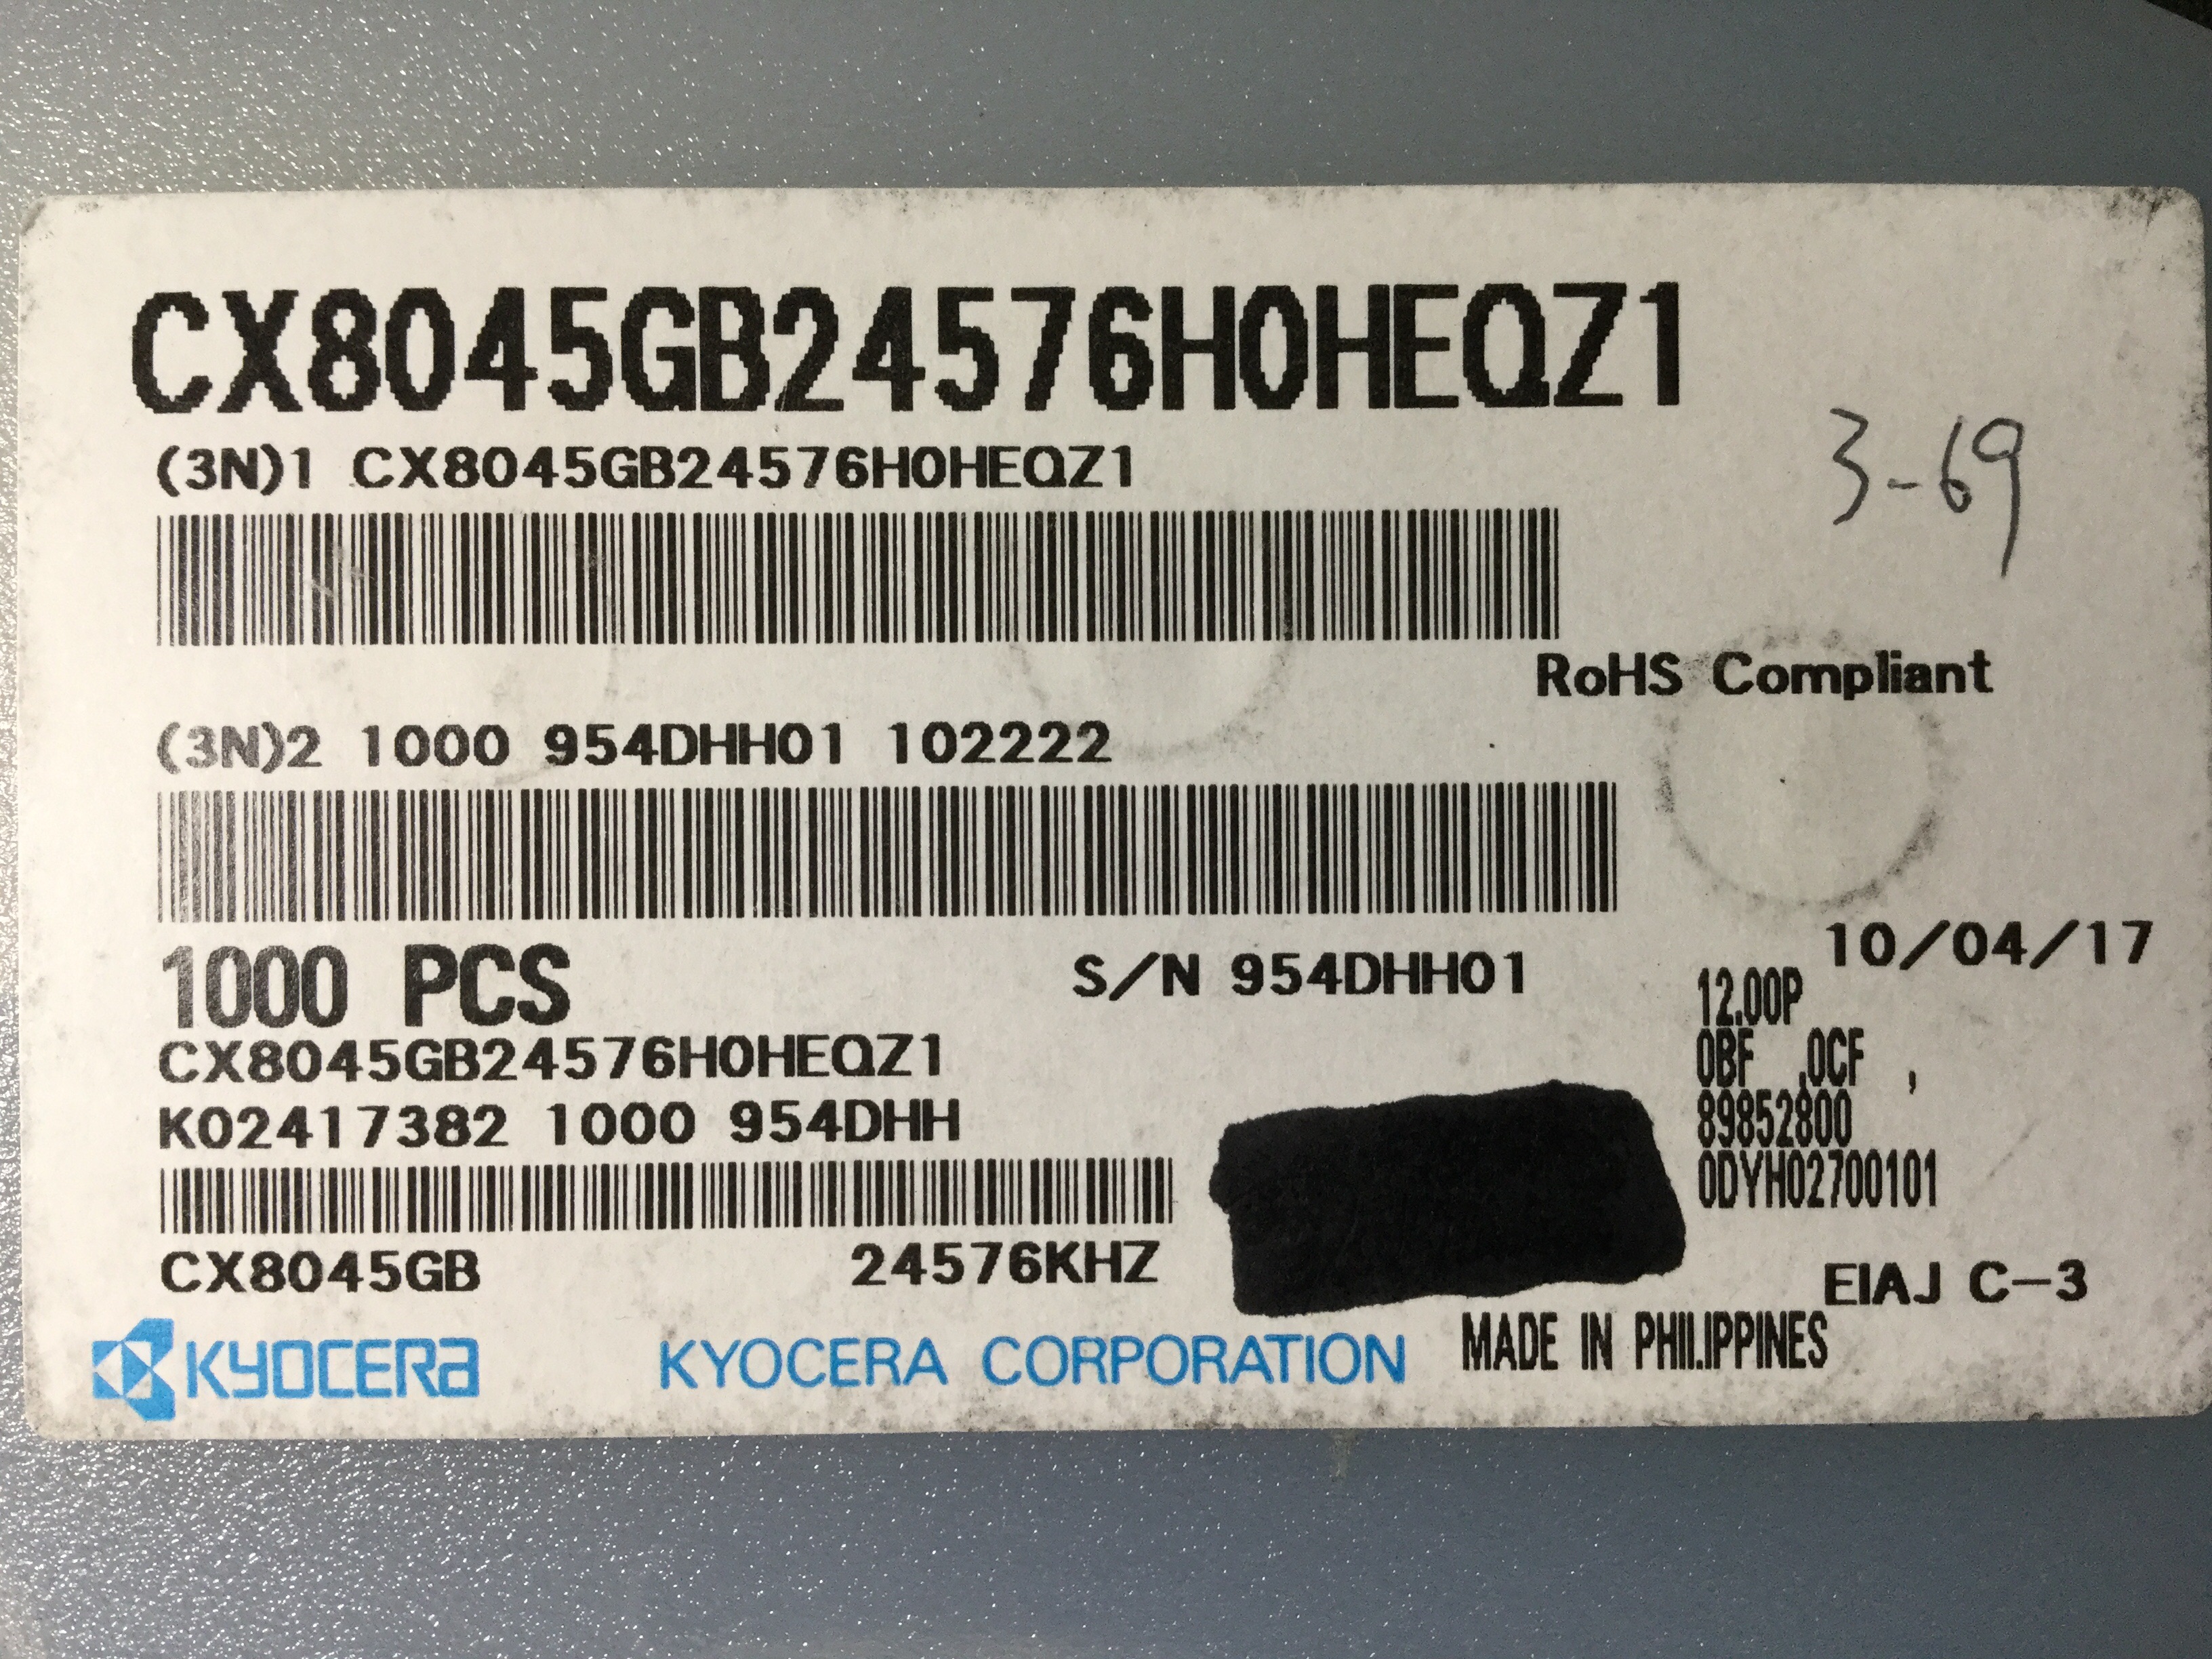 CX8045GB24576H0HEQZ1
(3N)1 CX8045GB24576H0HEQZ1
3-69
RoHS Compliant
(3N)2 1000 954DHH01 102222
10/04/17
1000 PCS
S/N 954DHH01
12.00P
0BF ,0CF ,
89852800
0DYH02700101
CX8045GB24576H0HEQZ1
K02417382 1000 954DHH
CX8045GB 24576KHZ
EIAJ C-3
KYOCERA
KYOCERA CORPORATION
MADE IN PHILIPPINES